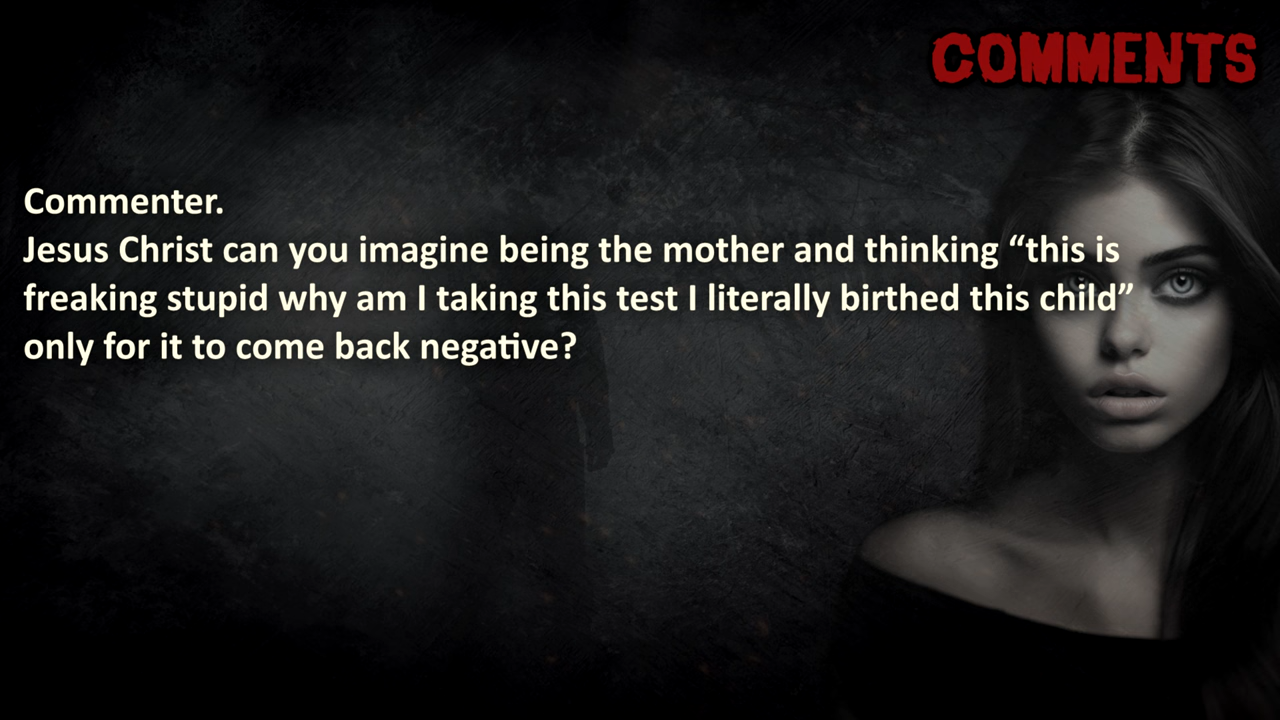 COMMENTS
Commenter.
Jesus Christ can you imagine being the mother and thinking “this is
freaking stupid why am I taking this test I literally birthed this child”
only for it to come back negative?